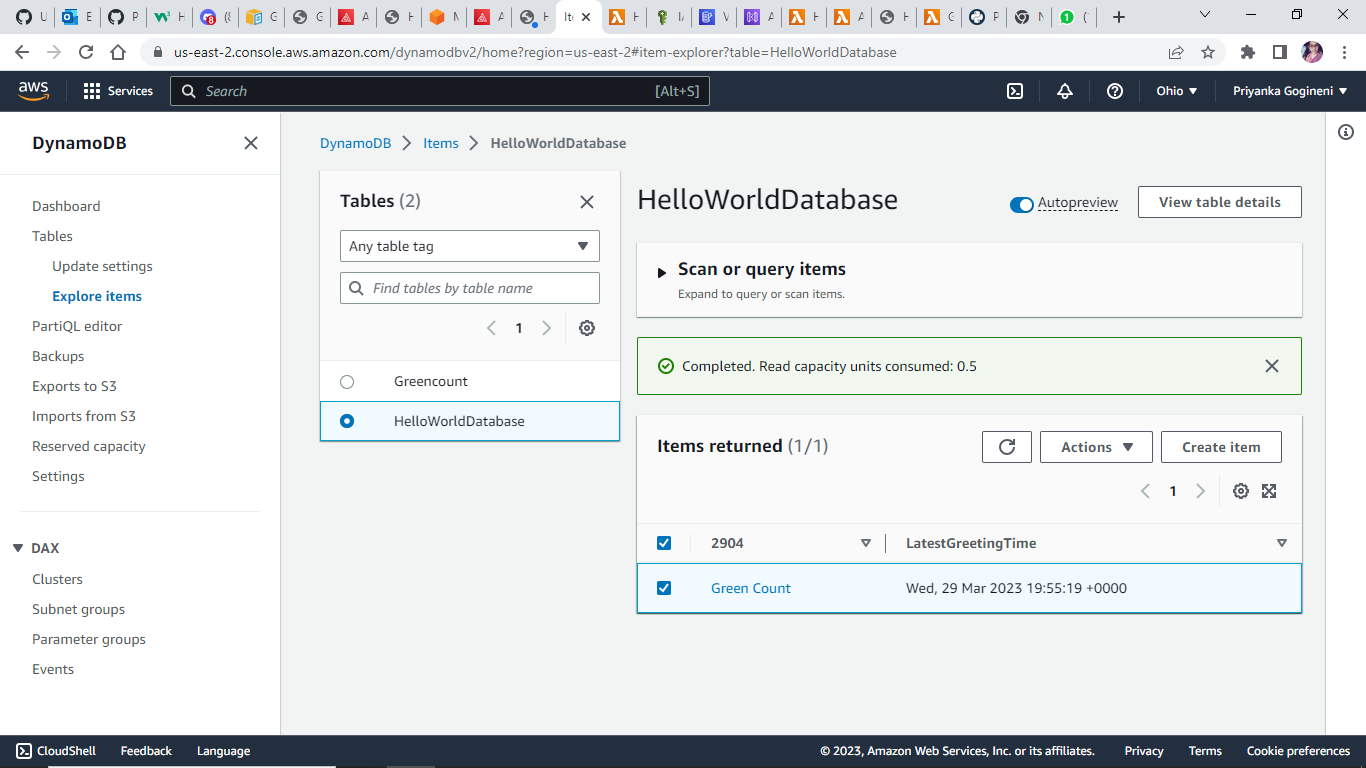 us-east-2.console.aws.amazon.com/dynamodbv2/home?region=us-east-2#item-explorer?table=HelloWorldDatabase
aws
Services
Search
[Alt+S]
Ohio
Priyanka Gogineni
DynamoDB
Dashboard
Tables
Update settings
Explore items
PartiQL editor
Backups
Exports to S3
Imports from S3
Reserved capacity
Settings
DAX
Clusters
Subnet groups
Parameter groups
Events
DynamoDB
Items
HelloWorldDatabase
Tables (2)
Any table tag
Find tables by table name
1
Greencount
HelloWorldDatabase
HelloWorldDatabase
Autopreview
View table details
Scan or query items
Expand to query or scan items.
Completed. Read capacity units consumed: 0.5
Items returned (1/1)
Actions
Create item
1
2904
LatestGreetingTime
Green Count
Wed, 29 Mar 2023 19:55:19 +0000
CloudShell
Feedback
Language
© 2023, Amazon Web Services, Inc. or its affiliates.
Privacy
Terms
Cookie preferences